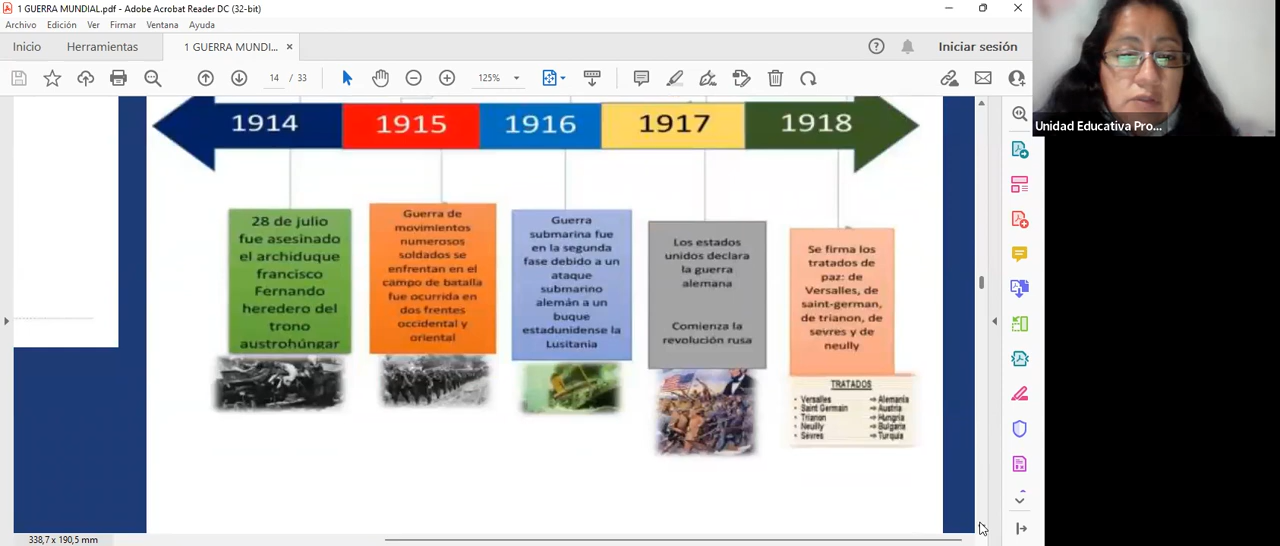 1 GUERRA MUNDIAL.pdf - Adobe Acrobat Reader DC (32-bit)
Archivo Edición Ver Firmar Ventana Ayuda
Inicio Herramientas 1 GUERRA MUNDI... ×
Iniciar sesión
14 / 33
125%
Unidad Educativa Pro...
1914 1915 1916 1917 1918
28 de julio
fue asesinado
el archiduque
francisco
Fernando
heredero del
trono
austrohúngar
Guerra de
movimientos
numerosos
soldados se
enfrentan en el
campo de batalla
fue ocurrida en
dos frentes
occidental y
oriental
Guerra
submarina fue
en la segunda
fase debido a un
ataque
submarino
alemán a un
buque
estadunidense la
Lusitania
Los estados
unidos declara
la guerra
alemana
Comienza la
revolución rusa
Se firma los
tratados de
paz: de
Versalles, de
saint-german,
de trianon, de
sevres y de
neully
TRATADOS
• Versalles ⇒ Alemania
• Saint Germain ⇒ Austria
• Trianon ⇒ Hungría
• Neuilly ⇒ Bulgaria
• Sèvres ⇒ Turquía
338,7 x 190,5 mm